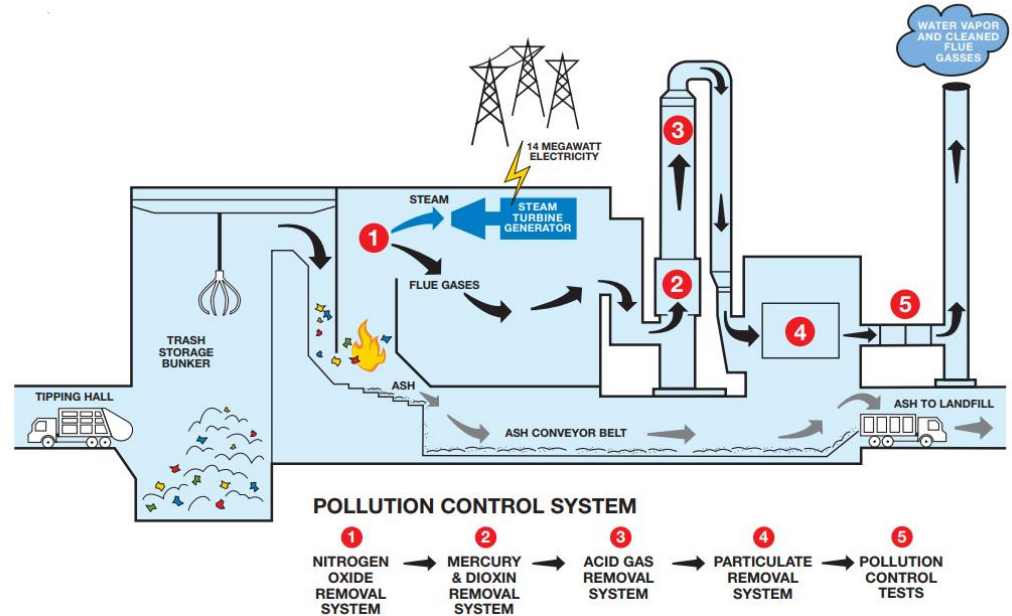 WATER VAPOR
AND CLEANED
FLUE
GASSES
3
14 MEGAWATT
ELECTRICITY
STEAM
STEAM
TURBINE
GENERATOR
1
FLUE GASES
2
5
4
TRASH
STORAGE
BUNKER
ASH
TIPPING HALL
ASH TO LANDFILL
ASH CONVEYOR BELT
POLLUTION CONTROL SYSTEM
1
NITROGEN
OXIDE
REMOVAL
SYSTEM
2
MERCURY
& DIOXIN
REMOVAL
SYSTEM
3
ACID GAS
REMOVAL
SYSTEM
4
PARTICULATE
REMOVAL
SYSTEM
5
POLLUTION
CONTROL
TESTS